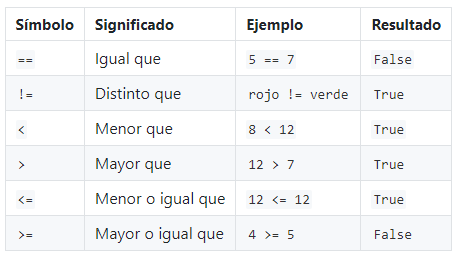 Símbolo Significado Ejemplo Resultado
== Igual que 5 == 7 False
!= Distinto que rojo != verde True
< Menor que 8 < 12 True
> Mayor que 12 > 7 True
<= Menor o igual que 12 <= 12 True
>= Mayor o igual que 4 >= 5 False